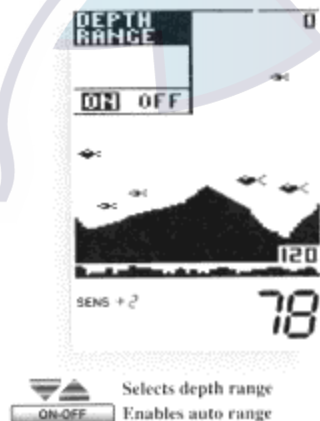 DEPTH
RANGE
0
ON OFF
120
SENS +2
78
Selects depth range
ON-OFF Enables auto range